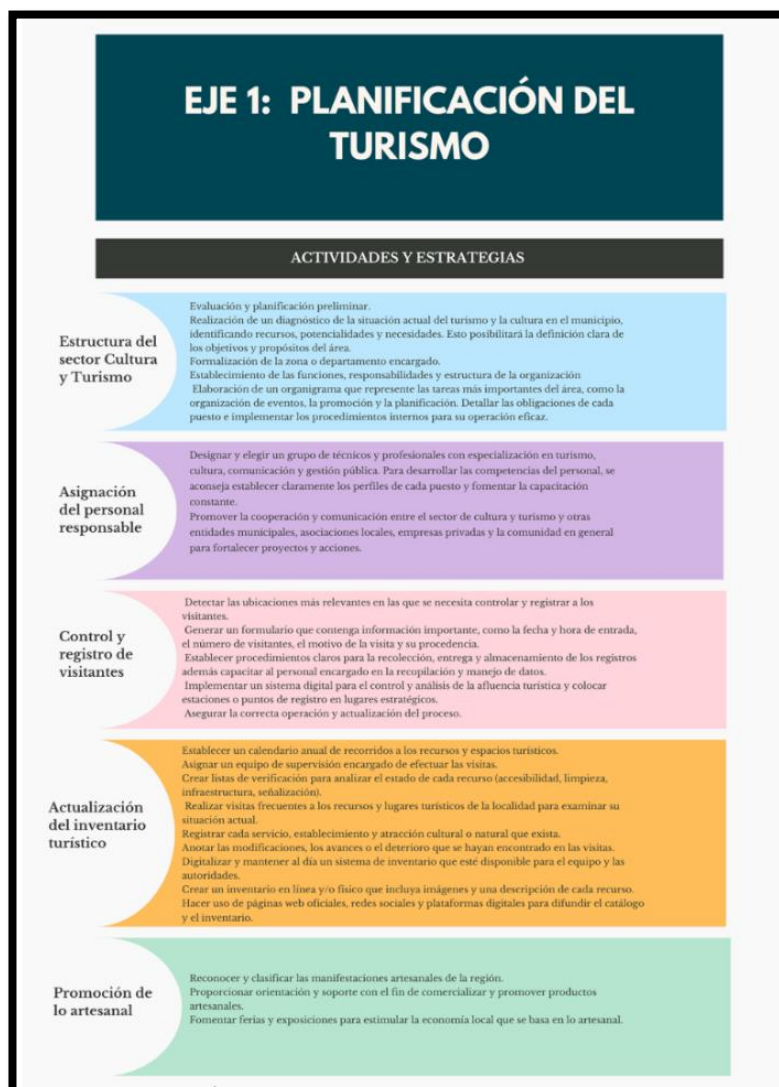 EJE 1: PLANIFICACIÓN DEL
TURISMO
ACTIVIDADES Y ESTRATEGIAS
Estructura del
sector Cultura
y Turismo
Evaluación y planificación preliminar.
Realización de un diagnóstico de la situación actual del turismo y la cultura en el municipio,
identificando recursos, potencialidades y necesidades. Esto posibilitará la definición clara de
los objetivos y propósitos del área.
Formalización de la zona o departamento encargado.
Establecimiento de las funciones, responsabilidades y estructura de la organización
Elaboración de un organigrama que represente las tareas más importantes del área, como la
organización de eventos, la promoción y la planificación. Detallar las obligaciones de cada
puesto e implementar los procedimientos internos para su operación eficaz.
Asignación
del personal
responsable
Designar y elegir un grupo de técnicos y profesionales con especialización en turismo,
cultura, comunicación y gestión pública. Para desarrollar las competencias del personal, se
aconseja establecer claramente los perfiles de cada puesto y fomentar la capacitación
constante.
Promover la cooperación y comunicación entre el sector de cultura y turismo y otras
entidades municipales, asociaciones locales, empresas privadas y la comunidad en general
para fortalecer proyectos y acciones.
Control y
registro de
visitantes
Detectar las ubicaciones más relevantes en las que se necesita controlar y registrar a los
visitantes.
Generar un formulario que contenga información importante, como la fecha y hora de entrada,
el número de visitantes, el motivo de la visita y su procedencia.
Establecer procedimientos claros para la recolección, entrega y almacenamiento de los registros
además capacitar al personal encargado en la recopilación y manejo de datos.
Implementar un sistema digital para el control y análisis de la afluencia turística y colocar
estaciones o puntos de registro en lugares estratégicos.
Asegurar la correcta operación y actualización del proceso.
Actualización
del inventario
turístico
Establecer un calendario anual de recorridos a los recursos y espacios turísticos.
Asignar un equipo de supervisión encargado de efectuar las visitas.
Crear listas de verificación para analizar el estado de cada recurso (accesibilidad, limpieza,
infraestructura, señalización).
Realizar visitas frecuentes a los recursos y lugares turísticos de la localidad para examinar su
situación actual.
Registrar cada servicio, establecimiento y atracción cultural o natural que exista.
Anotar las modificaciones, los avances o el deterioro que se hayan encontrado en las visitas.
Digitalizar y mantener al día un sistema de inventario que esté disponible para el equipo y las
autoridades.
Crear un inventario en línea y/o físico que incluya imágenes y una descripción de cada recurso.
Hacer uso de páginas web oficiales, redes sociales y plataformas digitales para difundir el catálogo
y el inventario.
Promoción de
lo artesanal
Reconocer y clasificar las manifestaciones artesanales de la región.
Proporcionar orientación y soporte con el fin de comercializar y promover productos
artesanales.
Fomentar ferias y exposiciones para estimular la economía local que se basa en lo artesanal.